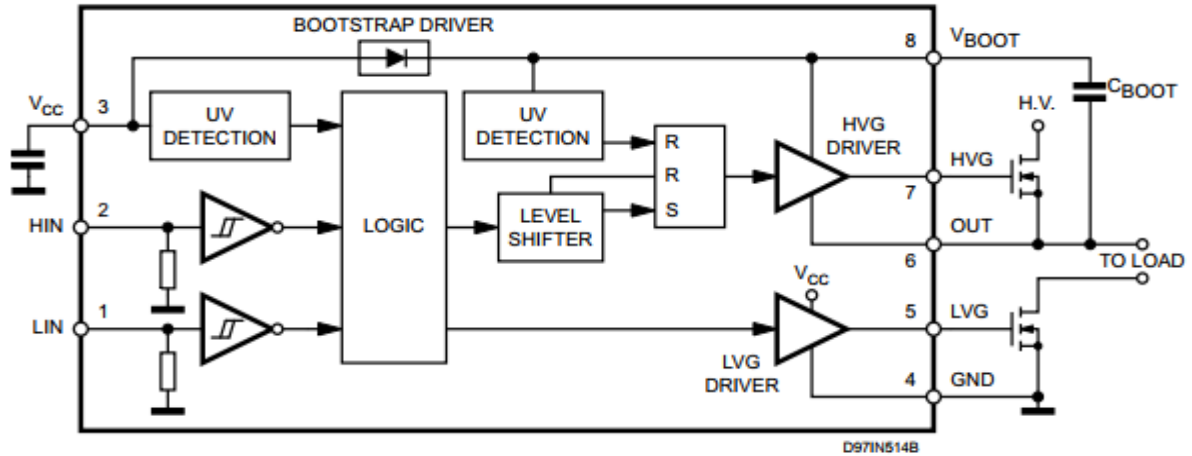 BOOTSTRAP DRIVER
8
VBOOT
VCC
3
UV
DETECTION
UV
DETECTION
CBOOT
H.V.
HVG
DRIVER
R
R
S
HVG
7
HIN
2
LOGIC
LEVEL
SHIFTER
OUT
6
TO LOAD
VCC
LIN
1
5
LVG
LVG
DRIVER
4
GND
D97IN514B